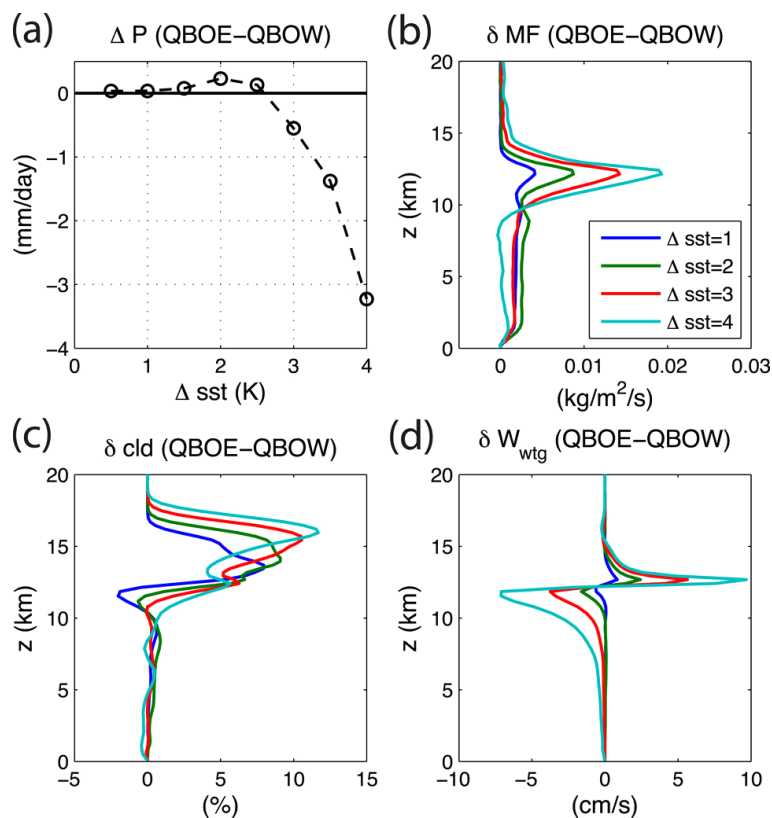 (a)
Δ P (QBOE−QBOW)
0
−1
−2
−3
−4
(mm/day)
0
1
2
3
4
Δ sst (K)
(b)
δ MF (QBOE−QBOW)
20
15
10
5
0
z (km)
Δ sst=1
Δ sst=2
Δ sst=3
Δ sst=4
0
0.01
0.02
0.03
(kg/m²/s)
(c)
δ cld (QBOE−QBOW)
20
15
10
5
0
z (km)
−5
0
5
10
15
(%)
(d)
δ W_wtg (QBOE−QBOW)
20
15
10
5
0
z (km)
−10
−5
0
5
10
(cm/s)